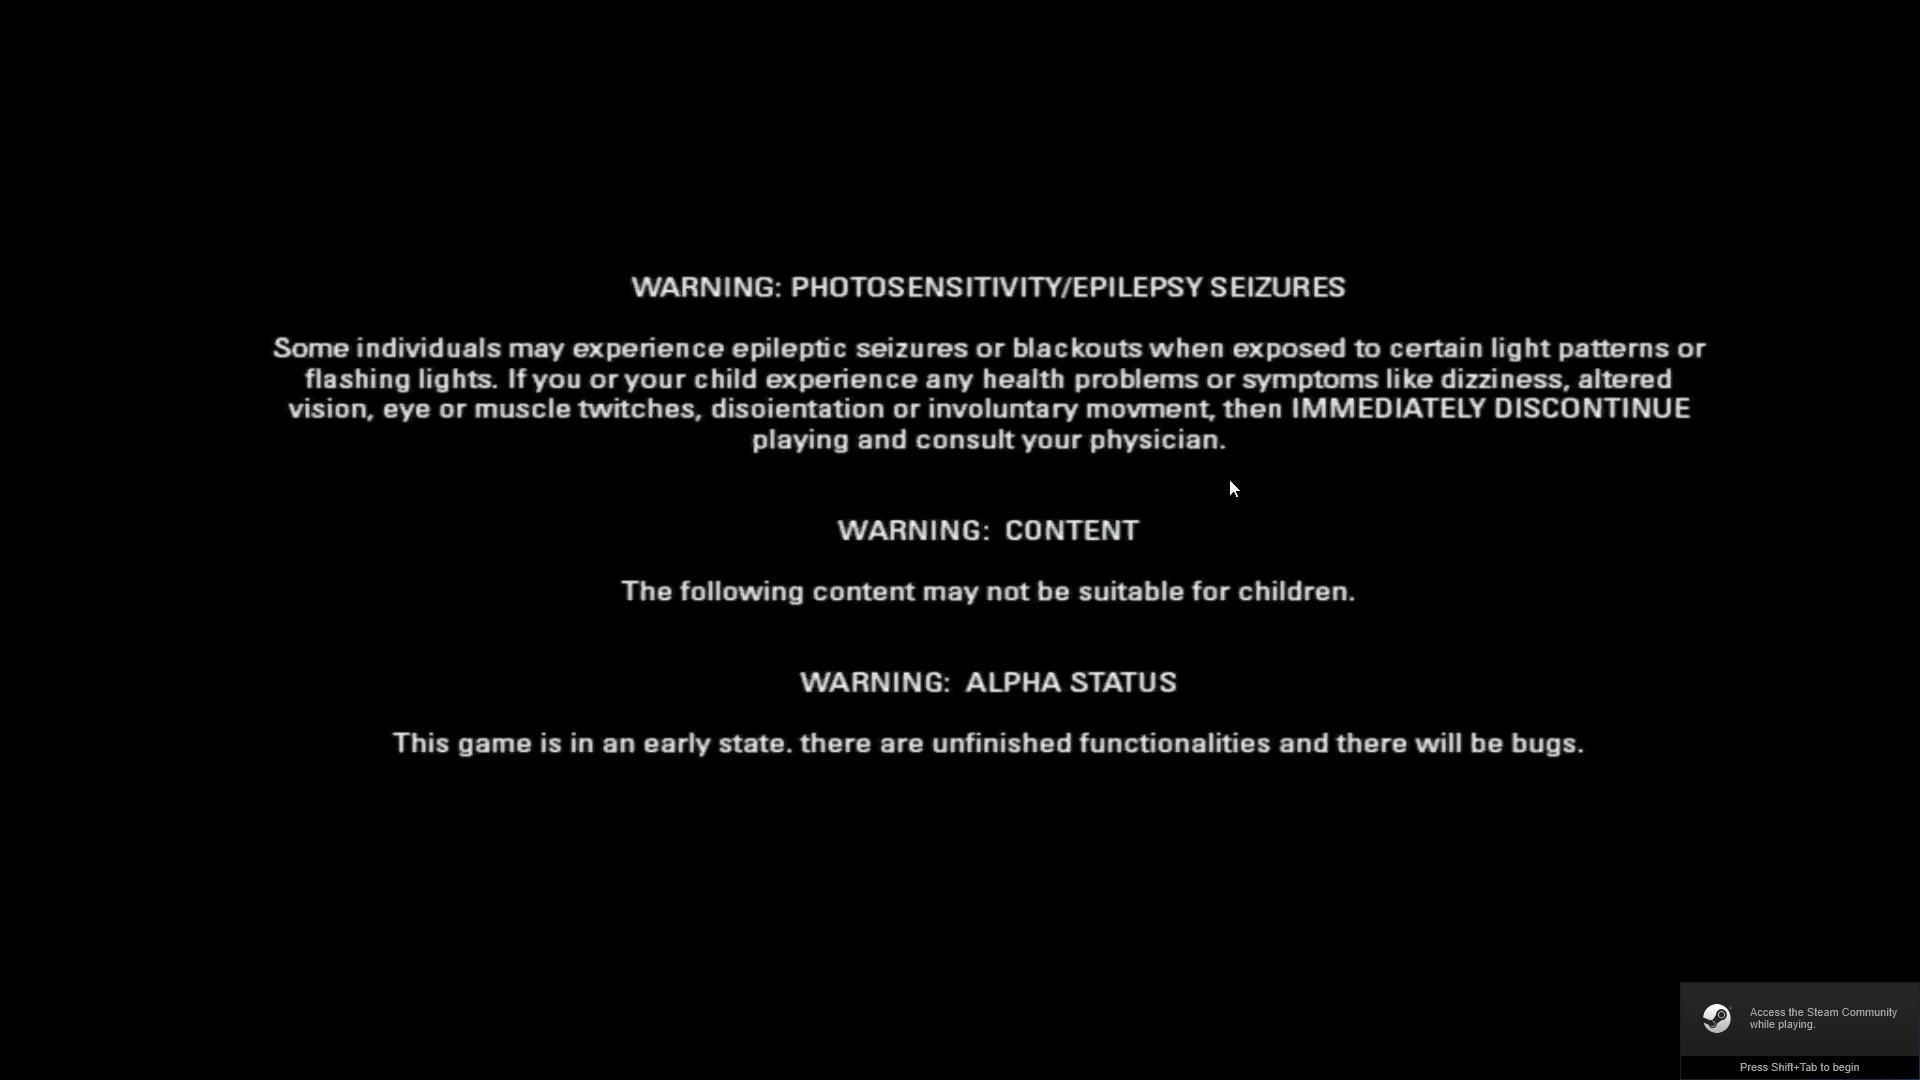 WARNING: PHOTOSENSITIVITY/EPILEPSY SEIZURES
Some individuals may experience epileptic seizures or blackouts when exposed to certain light patterns or
flashing lights. If you or your child experience any health problems or symptoms like dizziness, altered
vision, eye or muscle twitches, disoientation or involuntary movment, then IMMEDIATELY DISCONTINUE
playing and consult your physician.
WARNING:  CONTENT
The following content may not be suitable for children.
WARNING:  ALPHA STATUS
This game is in an early state. there are unfinished functionalities and there will be bugs.
Access the Steam Community
while playing.
Press Shift+Tab to begin